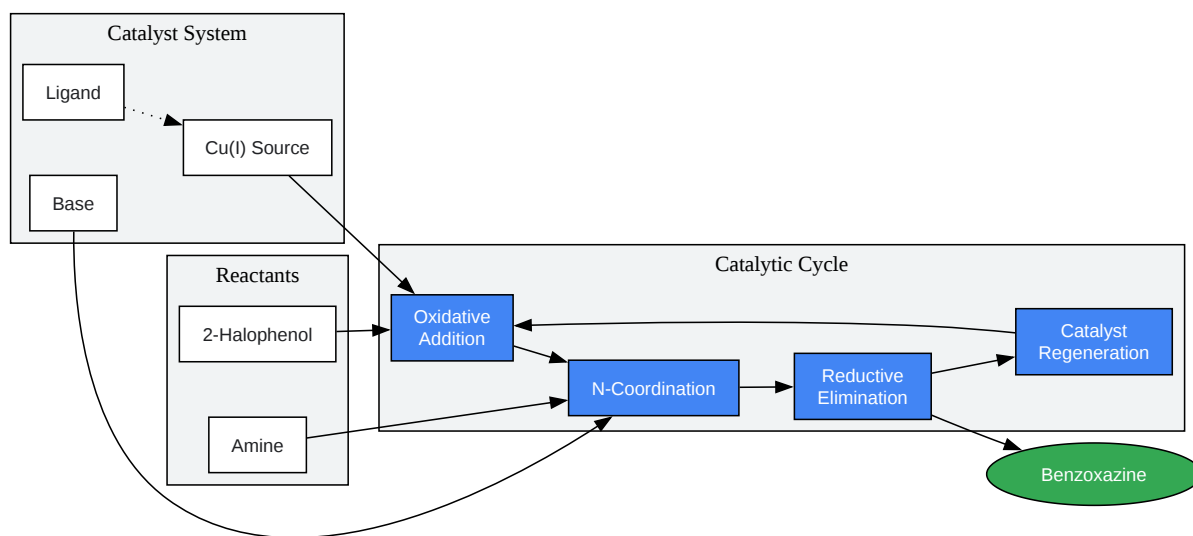 Catalyst System
Ligand
Cu(I) Source
Base
Reactants
2-Halophenol
Amine
Catalytic Cycle
Oxidative
Addition
N-Coordination
Reductive
Elimination
Catalyst
Regeneration
Benzoxazine